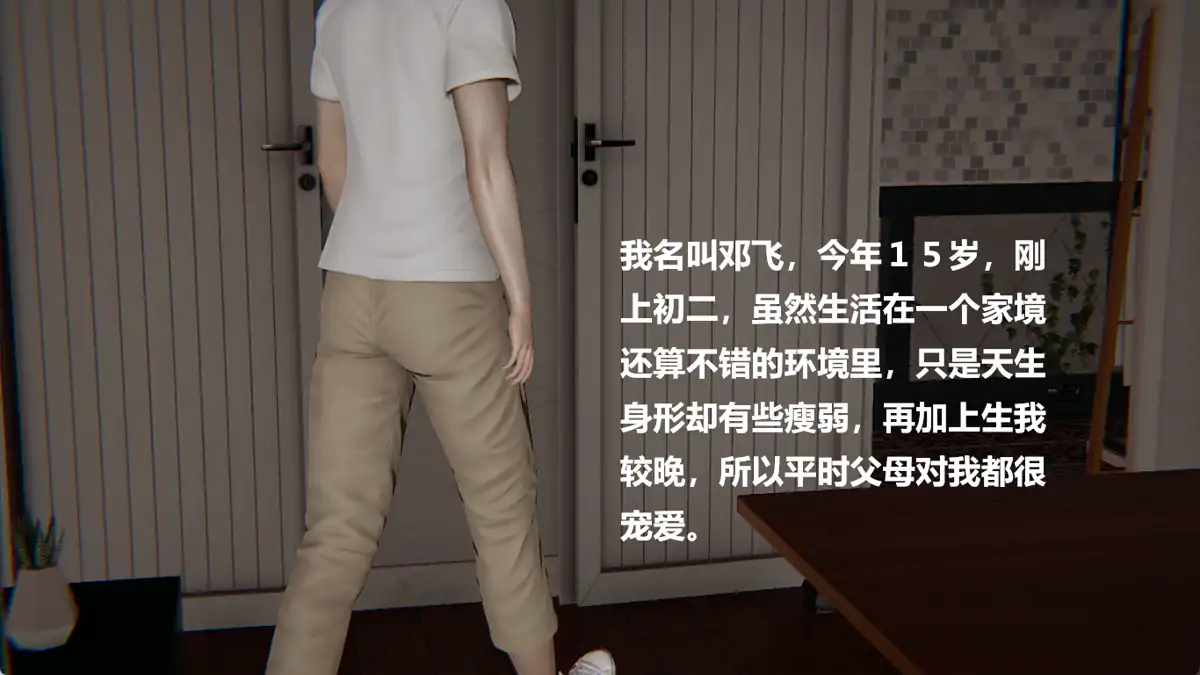 我名叫邓飞，今年１５岁，刚
上初二，虽然生活在一个家境
还算不错的环境里，只是天生
身形却有些瘦弱，再加上生我
较晚，所以平时父母对我都很
宠爱。